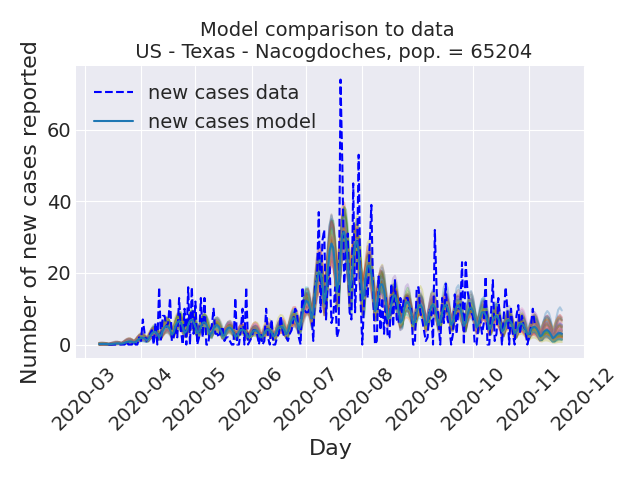 Model comparison to data
US - Texas - Nacogdoches, pop. = 65204
Number of new cases reported
new cases data
new cases model
60
40
20
0
2020-03
2020-04
2020-05
2020-06
2020-07
2020-08
2020-09
2020-10
2020-11
2020-12
Day